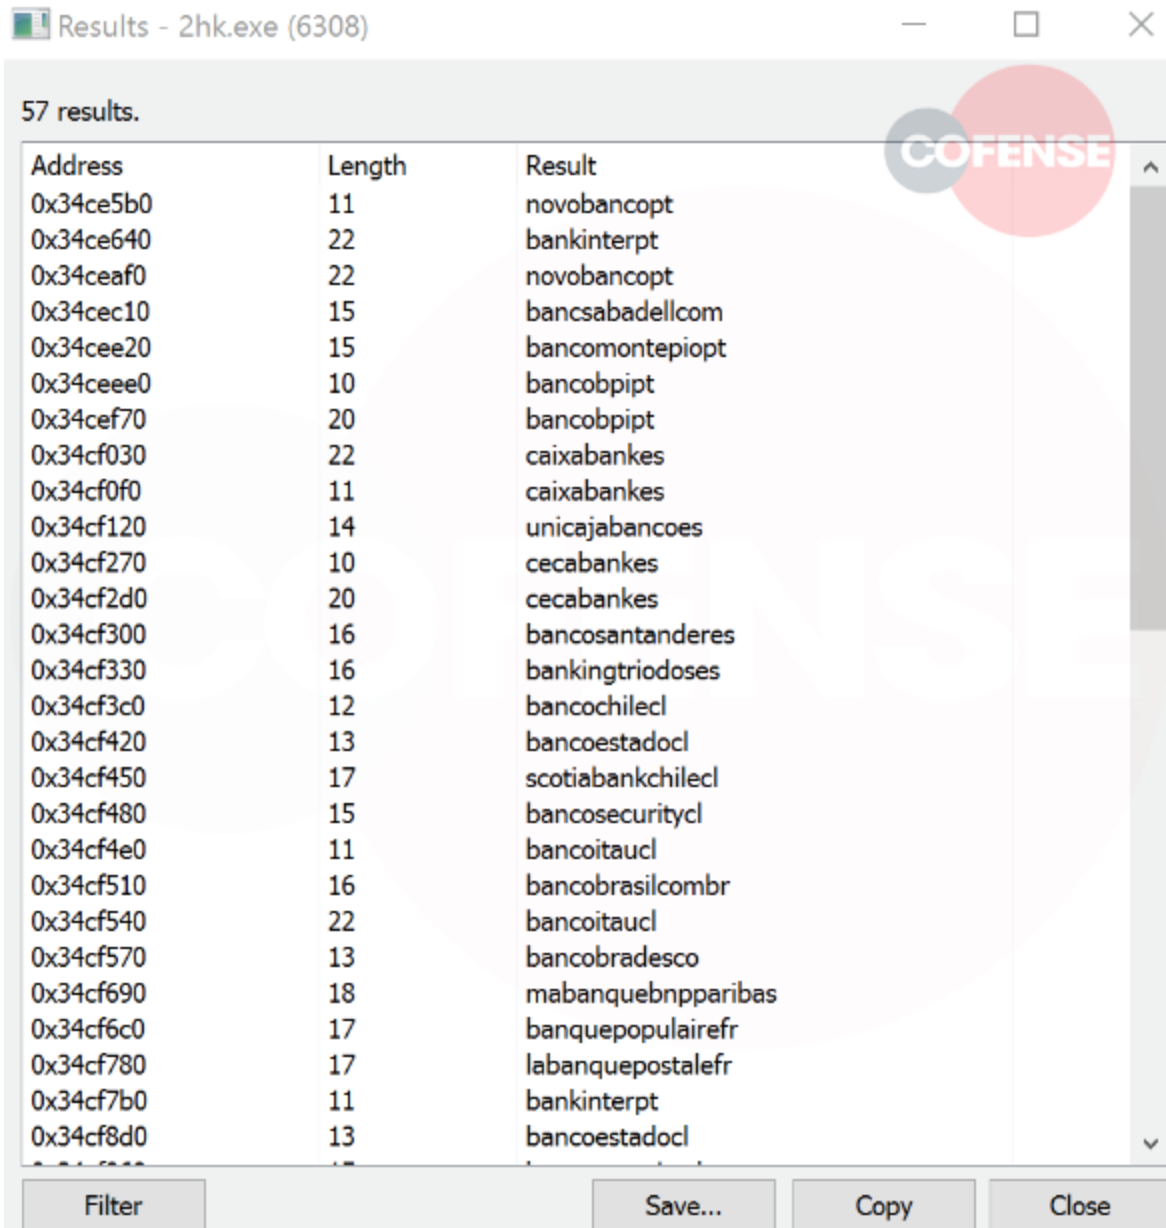 Results - 2hk.exe (6308)
57 results.
COFENSE
Address Length Result
0x34ce5b0 11 novobancopt
0x34ce640 22 bankinterpt
0x34ceaf0 22 novobancopt
0x34cec10 15 bancsabadellcom
0x34cee20 15 bancomontepiopt
0x34ceee0 10 bancobpipt
0x34cef70 20 bancobpipt
0x34cf030 22 caixabankes
0x34cf0f0 11 caixabankes
0x34cf120 14 unicajabancoes
0x34cf270 10 cecabankes
0x34cf2d0 20 cecabankes
0x34cf300 16 bancosantanderes
0x34cf330 16 bankingtriodoses
0x34cf3c0 12 bancochilecl
0x34cf420 13 bancoestadocl
0x34cf450 17 scotiabankchilecl
0x34cf480 15 bancosecuritycl
0x34cf4e0 11 bancoitaucl
0x34cf510 16 bancobrasilcombr
0x34cf540 22 bancoitaucl
0x34cf570 13 bancobradesco
0x34cf690 18 mabanquebnpparibas
0x34cf6c0 17 banquepopulairefr
0x34cf780 17 labanquepostalefr
0x34cf7b0 11 bankinterpt
0x34cf8d0 13 bancoestadocl
COFENSE
Filter Save... Copy Close